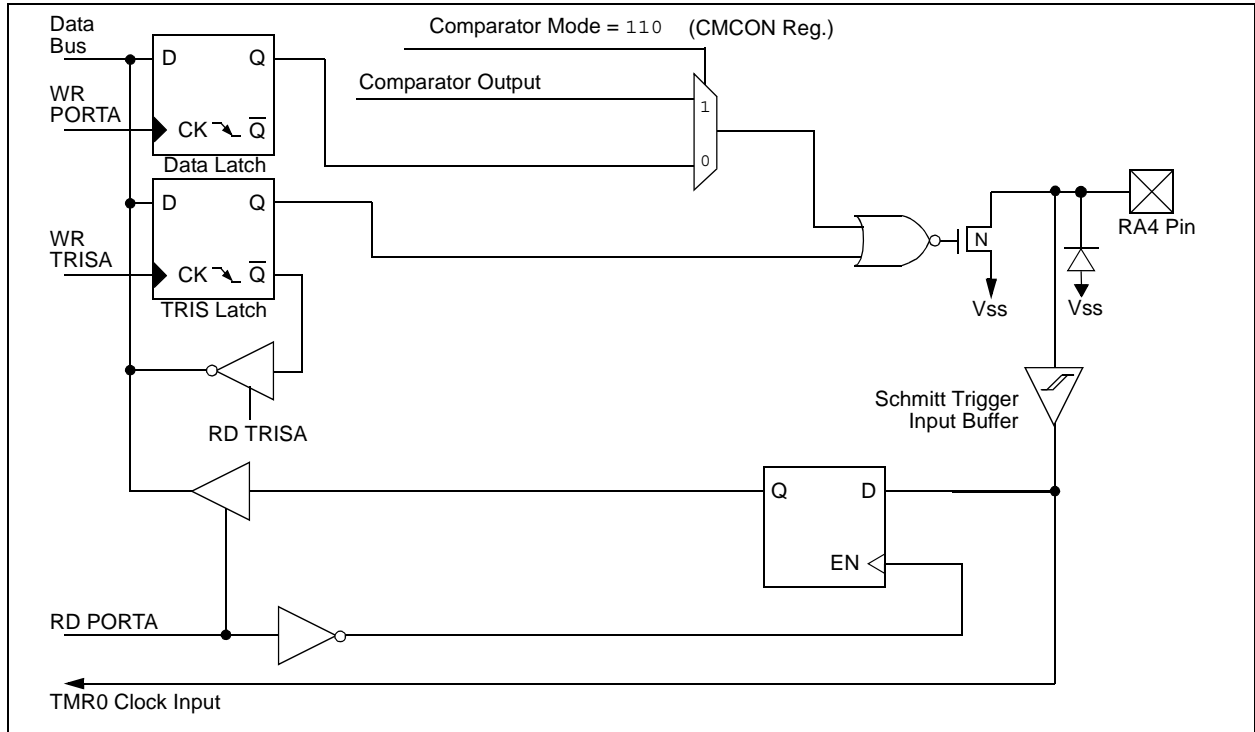 Data
Bus
Comparator Mode = 110 (CMCON Reg.)
D Q
Comparator Output
WR
PORTA
1
CK Q̅
0
Data Latch
D Q
RA4 Pin
WR
TRISA
N
CK Q̅
TRIS Latch
Vss
Vss
Schmitt Trigger
Input Buffer
RD TRISA
Q D
EN
RD PORTA
TMR0 Clock Input